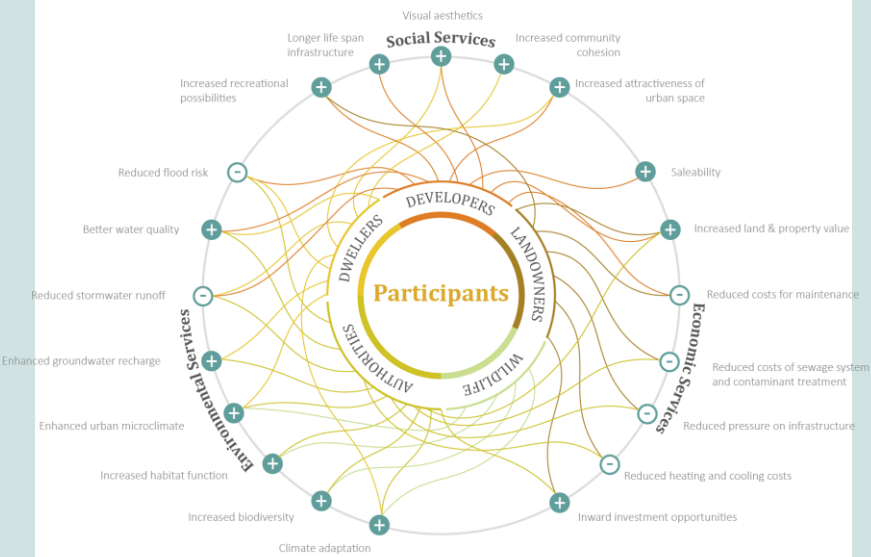 Visual aesthetics
Social Services
Longer life span
infrastructure
Increased community
cohesion
Increased recreational
possibilities
Increased attractiveness of
urban space
Reduced flood risk
Saleability
Better water quality
Increased land & property value
Reduced stormwater runoff
Reduced costs for maintenance
Enhanced groundwater recharge
Reduced costs of sewage system
and contaminant treatment
Enhanced urban microclimate
Reduced pressure on infrastructure
Increased habitat function
Reduced heating and cooling costs
Increased biodiversity
Inward investment opportunities
Climate adaptation
Environmental Services
Economic Services
DEVELOPERS
DWELLERS
LANDOWNERS
Participants
AUTHORITIES
WILDLIFE